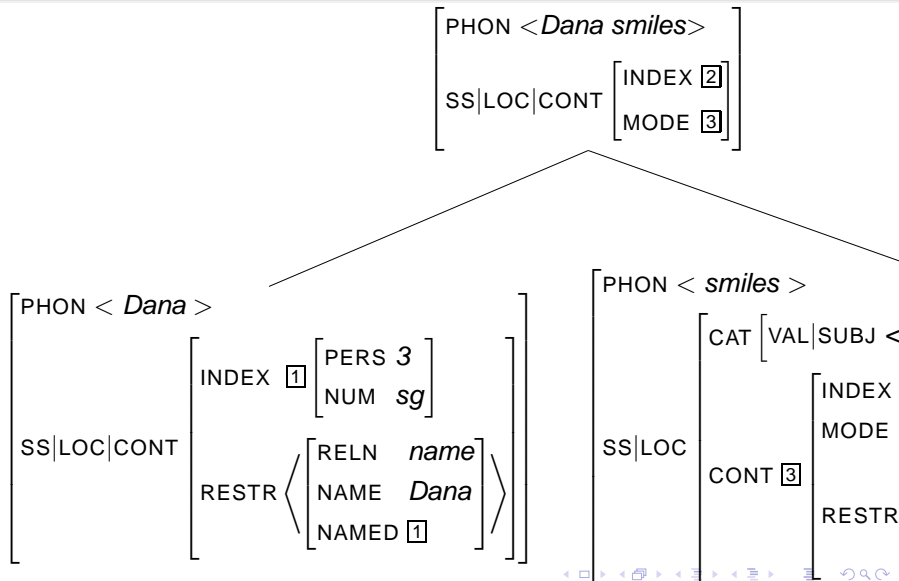 PHON <Dana smiles>
SS|LOC|CONT
INDEX 2
MODE 3
PHON < Dana >
SS|LOC|CONT
INDEX 1
PERS 3
NUM sg
RESTR
RELN name
NAME Dana
NAMED 1
PHON < smiles >
SS|LOC
CAT VAL|SUBJ <
CONT 3
INDEX
MODE
RESTR